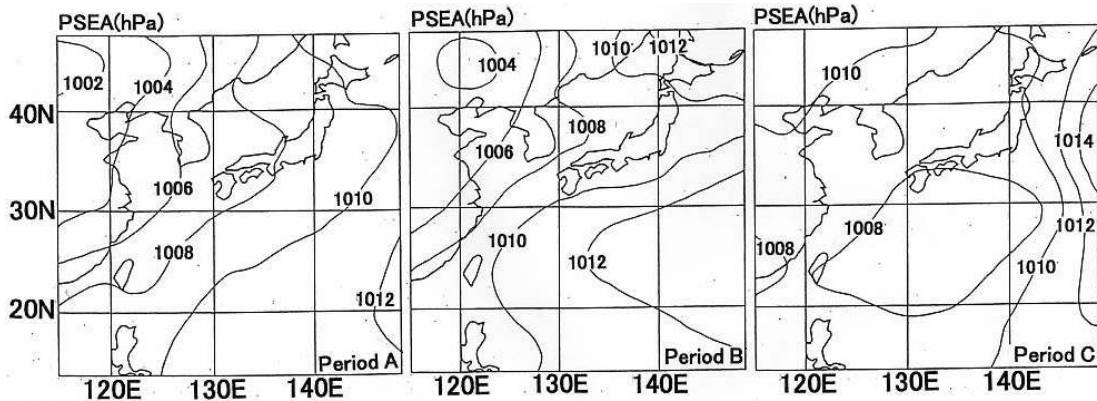 PSEA(hPa) PSEA(hPa) PSEA(hPa)
1002 1004 1004 1010 1012 1010
40N
1006 1008 1006 1014
30N
1010 1008 1010 1008 1008 1012
1012 1010
20N
1012
Period A Period B Period C
120E 130E 140E 120E 130E 140E 120E 130E 140E